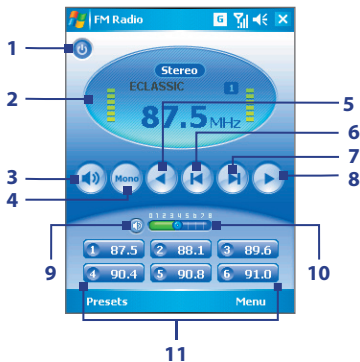 FM Radio G
1
Stereo
2
ECLASSIC 1
87.5 MHz
5
6
7
8
3
Mono
4
0 1 2 3 4 5 6 7 8
9
10
1 87.5 2 88.1 3 89.6
4 90.4 5 90.8 6 91.0
Presets Menu
11